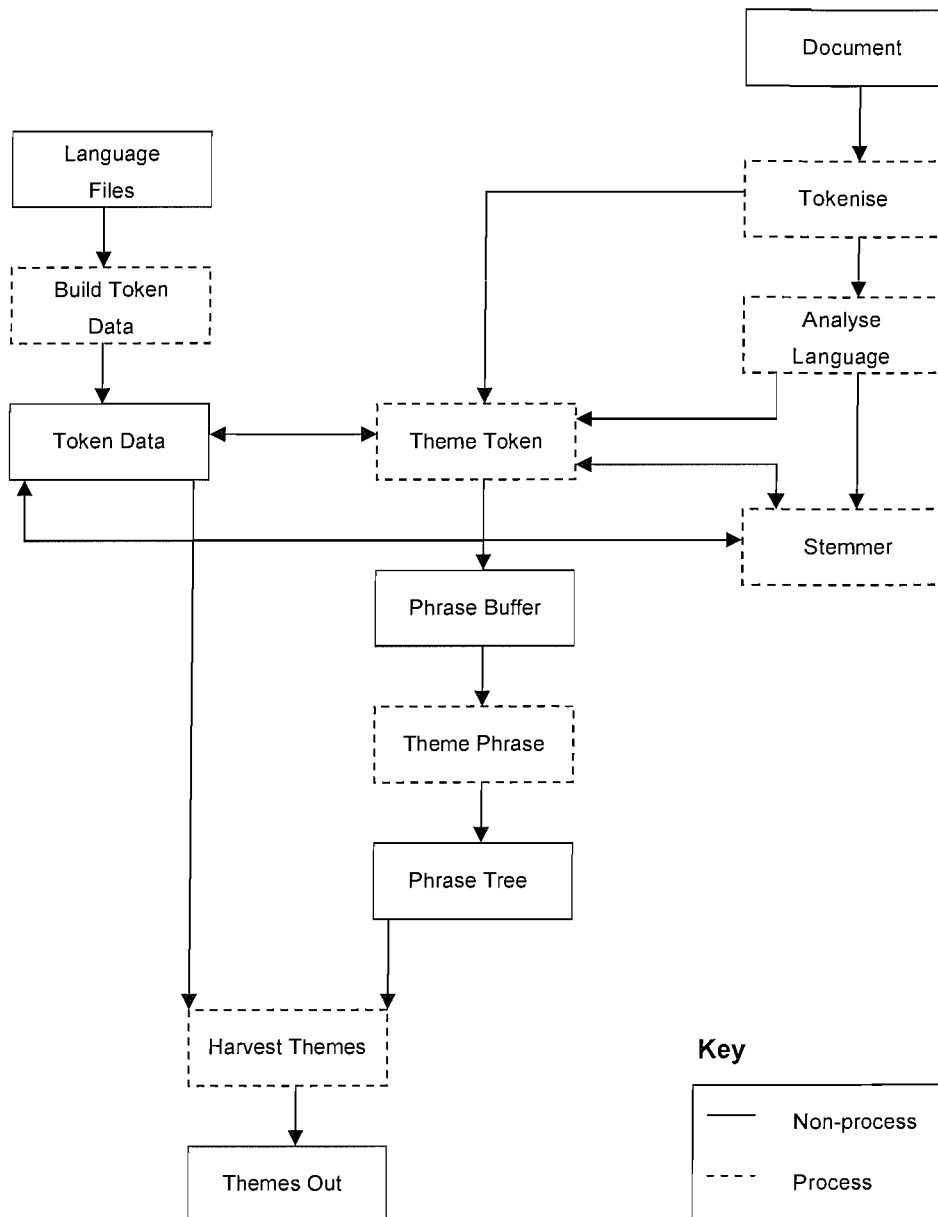 Document
Language
Files
Tokenise
Build Token
Data
Analyse
Language
Token Data
Theme Token
Stemmer
Phrase Buffer
Theme Phrase
Phrase Tree
Harvest Themes
Themes Out
Key
Non-process
Process